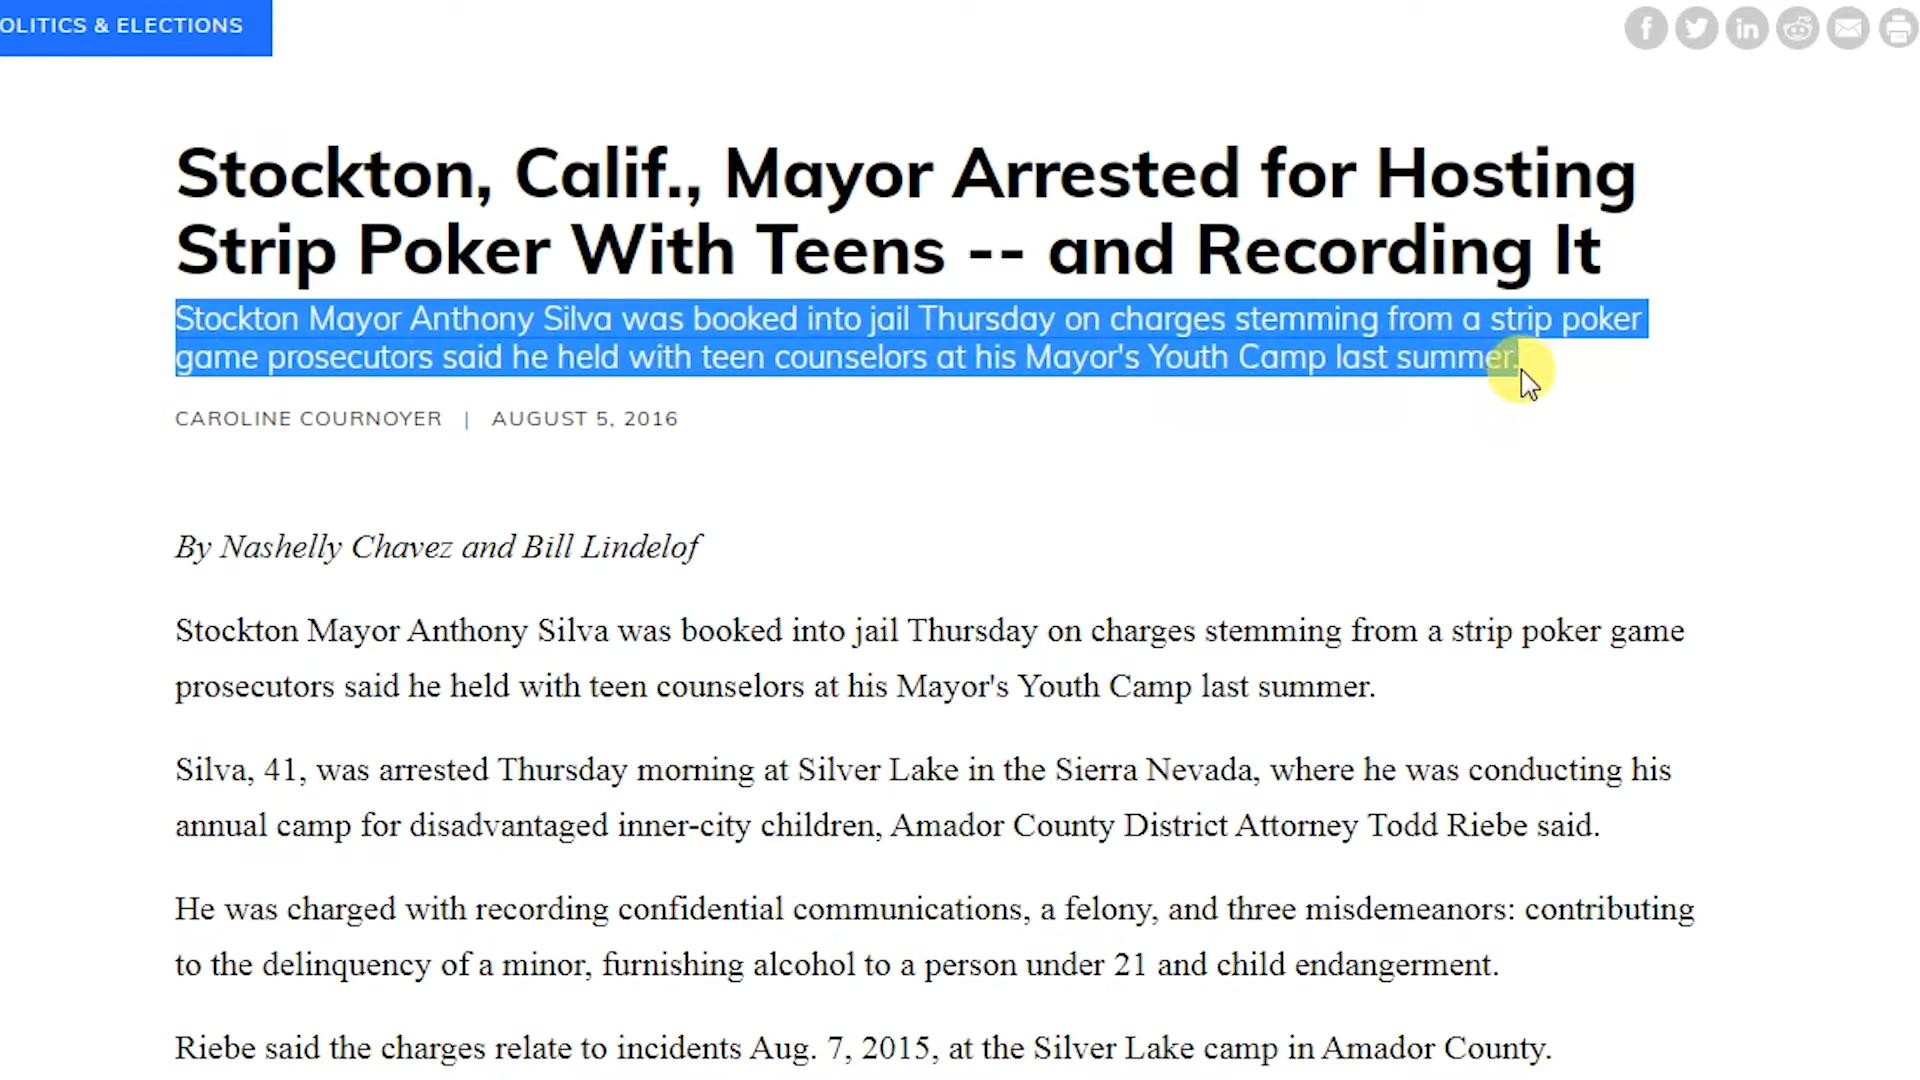 OLITICS & ELECTIONS
Stockton, Calif., Mayor Arrested for Hosting
Strip Poker With Teens -- and Recording It
Stockton Mayor Anthony Silva was booked into jail Thursday on charges stemming from a strip poker
game prosecutors said he held with teen counselors at his Mayor's Youth Camp last summer.
CAROLINE COURNOYER | AUGUST 5, 2016
By Nashelly Chavez and Bill Lindelof
Stockton Mayor Anthony Silva was booked into jail Thursday on charges stemming from a strip poker game
prosecutors said he held with teen counselors at his Mayor's Youth Camp last summer.
Silva, 41, was arrested Thursday morning at Silver Lake in the Sierra Nevada, where he was conducting his
annual camp for disadvantaged inner-city children, Amador County District Attorney Todd Riebe said.
He was charged with recording confidential communications, a felony, and three misdemeanors: contributing
to the delinquency of a minor, furnishing alcohol to a person under 21 and child endangerment.
Riebe said the charges relate to incidents Aug. 7, 2015, at the Silver Lake camp in Amador County.